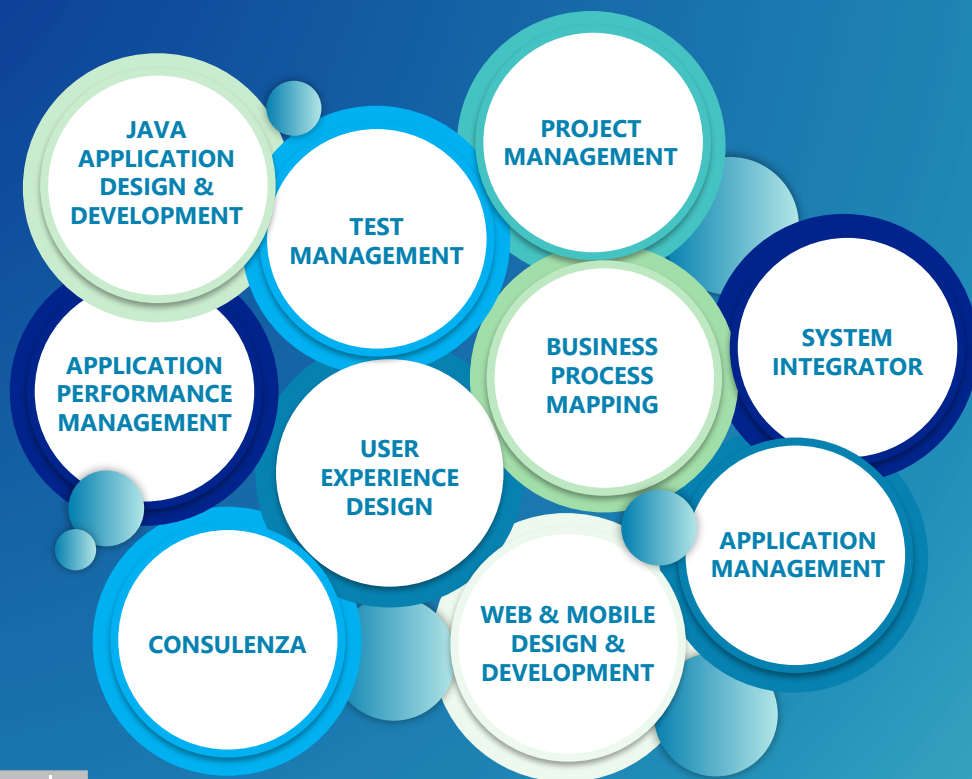 JAVA
APPLICATION
DESIGN &
DEVELOPMENT
TEST
MANAGEMENT
PROJECT
MANAGEMENT
APPLICATION
PERFORMANCE
MANAGEMENT
USER
EXPERIENCE
DESIGN
BUSINESS
PROCESS
MAPPING
SYSTEM
INTEGRATOR
CONSULENZA
WEB & MOBILE
DESIGN &
DEVELOPMENT
APPLICATION
MANAGEMENT